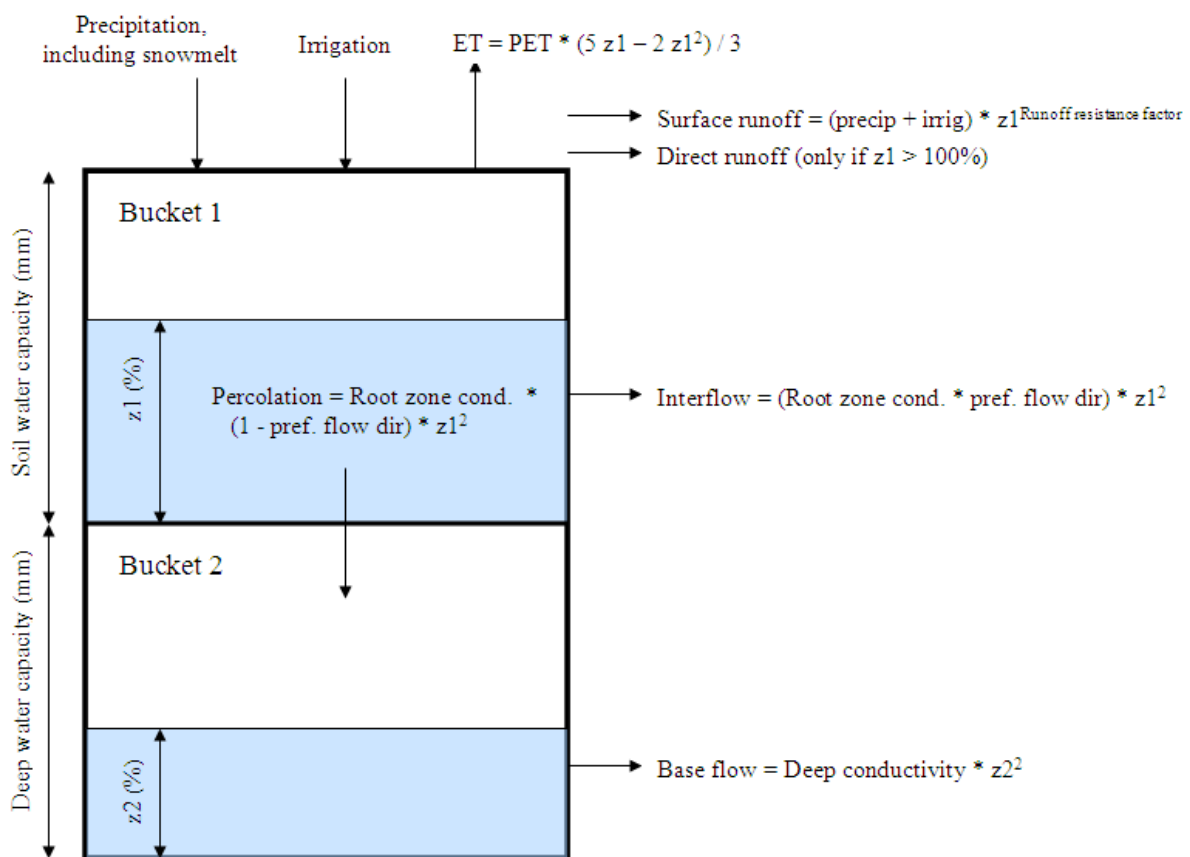 Precipitation,
including snowmelt
Irrigation
ET = PET * (5 z1 – 2 z1²) / 3
Surface runoff = (precip + irrig) * z1^Runoff resistance factor
Direct runoff (only if z1 > 100%)
Soil water capacity (mm)
Bucket 1
z1 (%)
Percolation = Root zone cond. *
(1 - pref. flow dir) * z1²
Interflow = (Root zone cond. * pref. flow dir) * z1²
Deep water capacity (mm)
Bucket 2
z2 (%)
Base flow = Deep conductivity * z2²